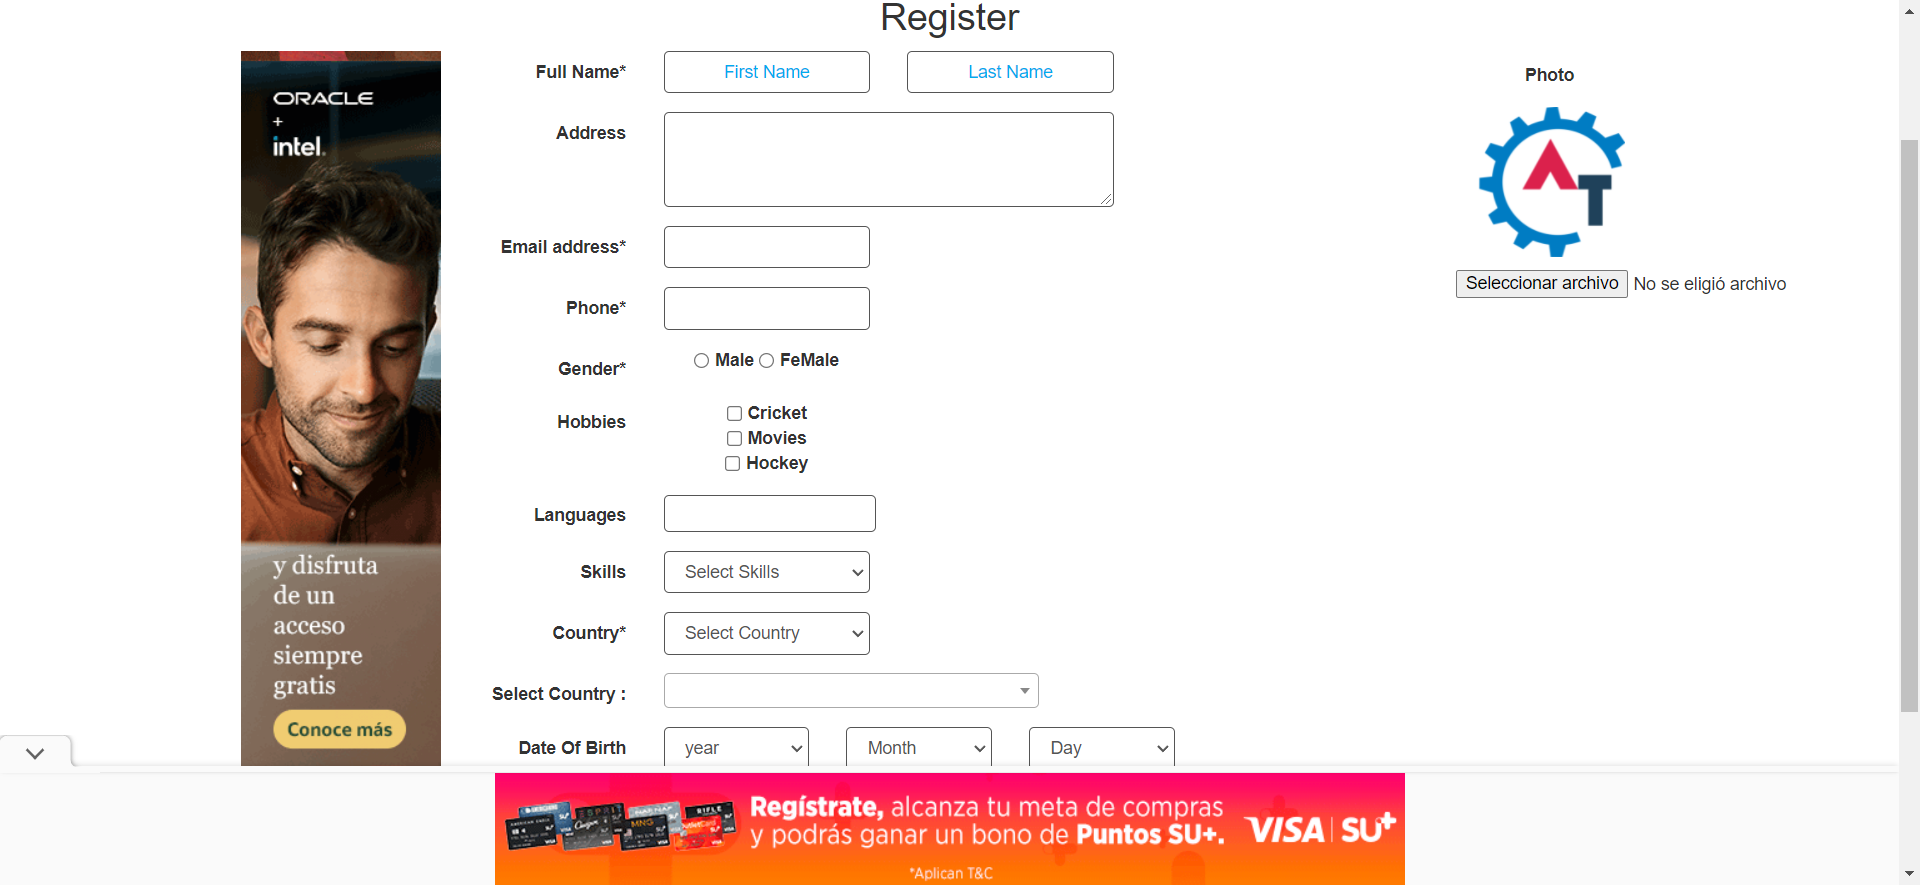 Register
ORACLE
+
intel.
y disfruta
de un
acceso
siempre
gratis
Conoce más
Full Name*
First Name
Last Name
Address
Email address*
Phone*
Gender*
Male
FeMale
Hobbies
Cricket
Movies
Hockey
Languages
Skills
Select Skills
Country*
Select Country
Select Country :
Date Of Birth
year
Month
Day
Photo
AT
Seleccionar archivo No se eligió archivo
Regístrate, alcanza tu meta de compras
y podrás ganar un bono de Puntos SU+.
*Aplican T&C
VISA | SU+